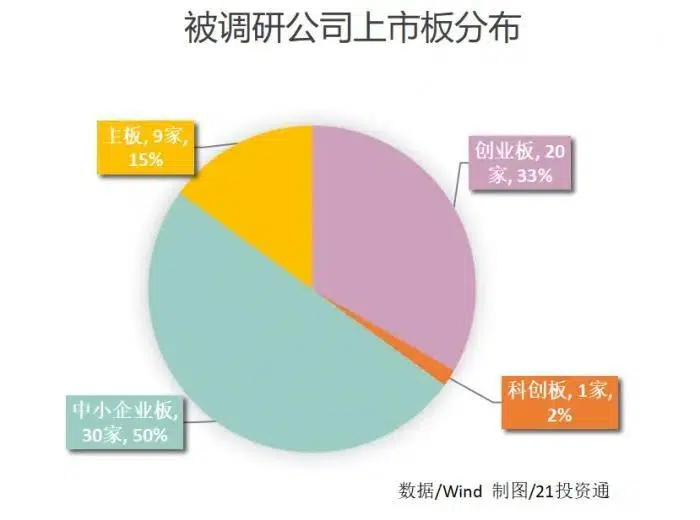 被调研公司上市板分布
主板, 9家,
15%
创业板, 20
家, 33%
科创板, 1家,
2%
中小企业板,
30家, 50%
数据/Wind 制图/21投资通